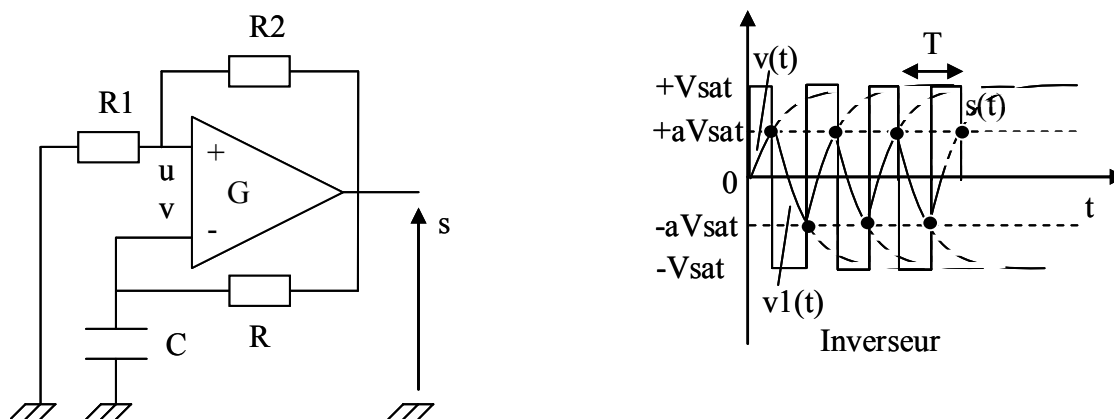 R2
R1
+
u
G
v
-
s
R
C
T
v(t)
+Vsat
s(t)
+aVsat
0
t
-aVsat
-Vsat
v1(t)
Inverseur